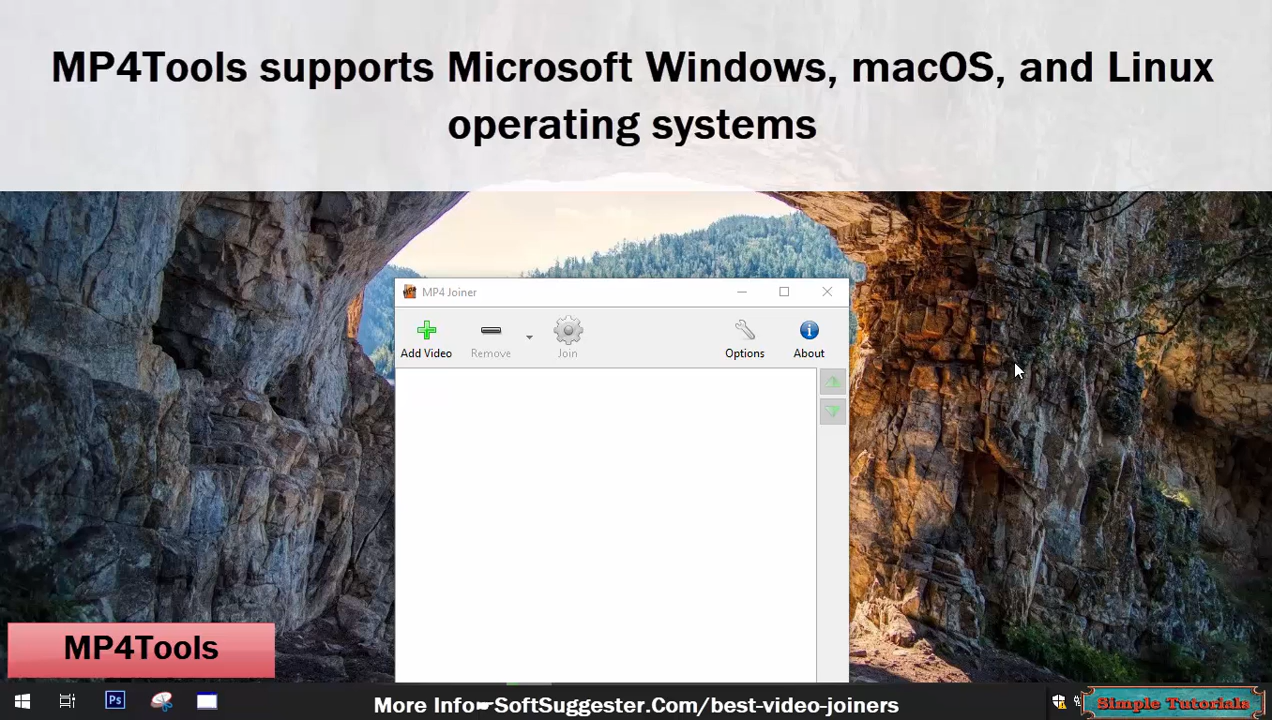 MP4Tools supports Microsoft Windows, macOS, and Linux
operating systems
MP4 Joiner
Add Video
Remove
Join
Options
About
MP4Tools
Ps
More Info☛SoftSuggester.Com/best-video-joiners
Simple Tutorials